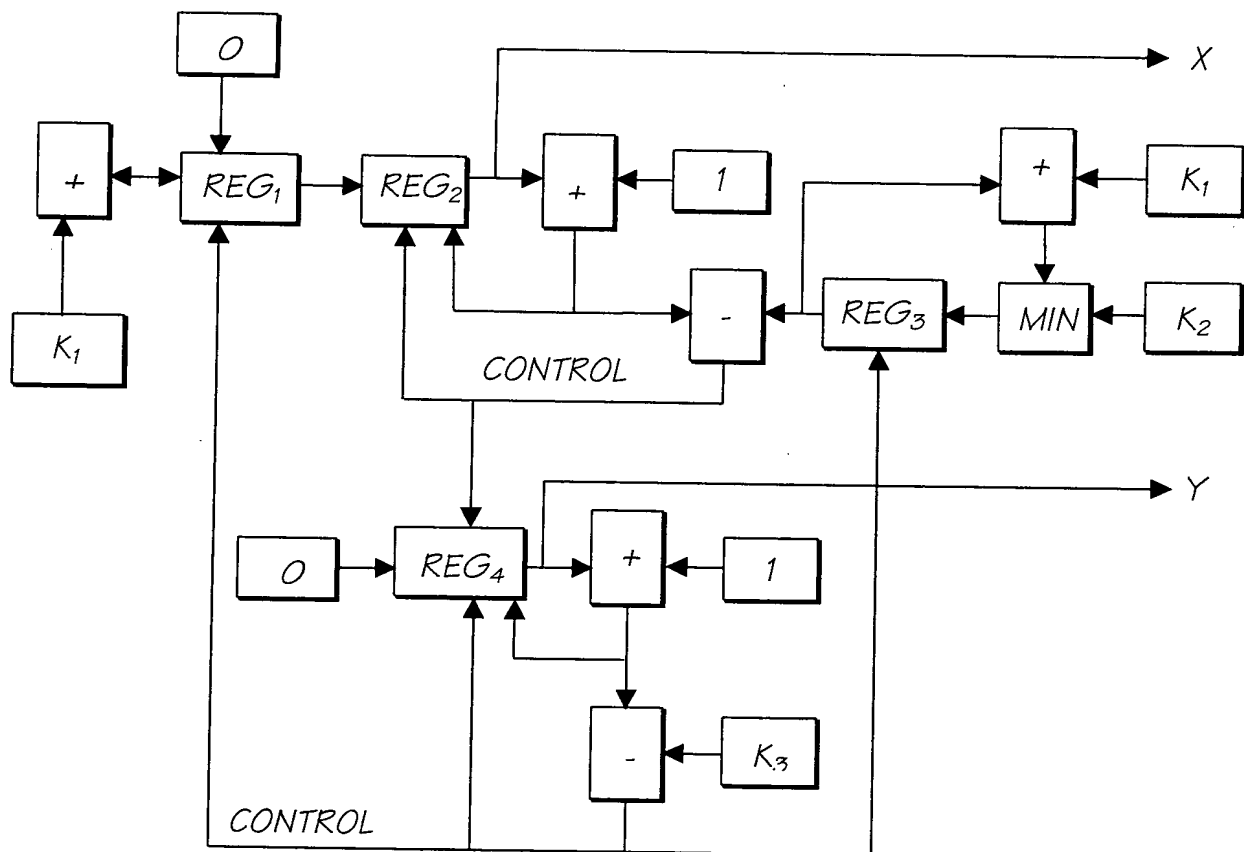 0
X
+
REG₁
REG₂
+
1
+
K₁
K₁
-
REG₃
MIN
K₂
CONTROL
Y
0
REG₄
+
1
-
K₃
CONTROL